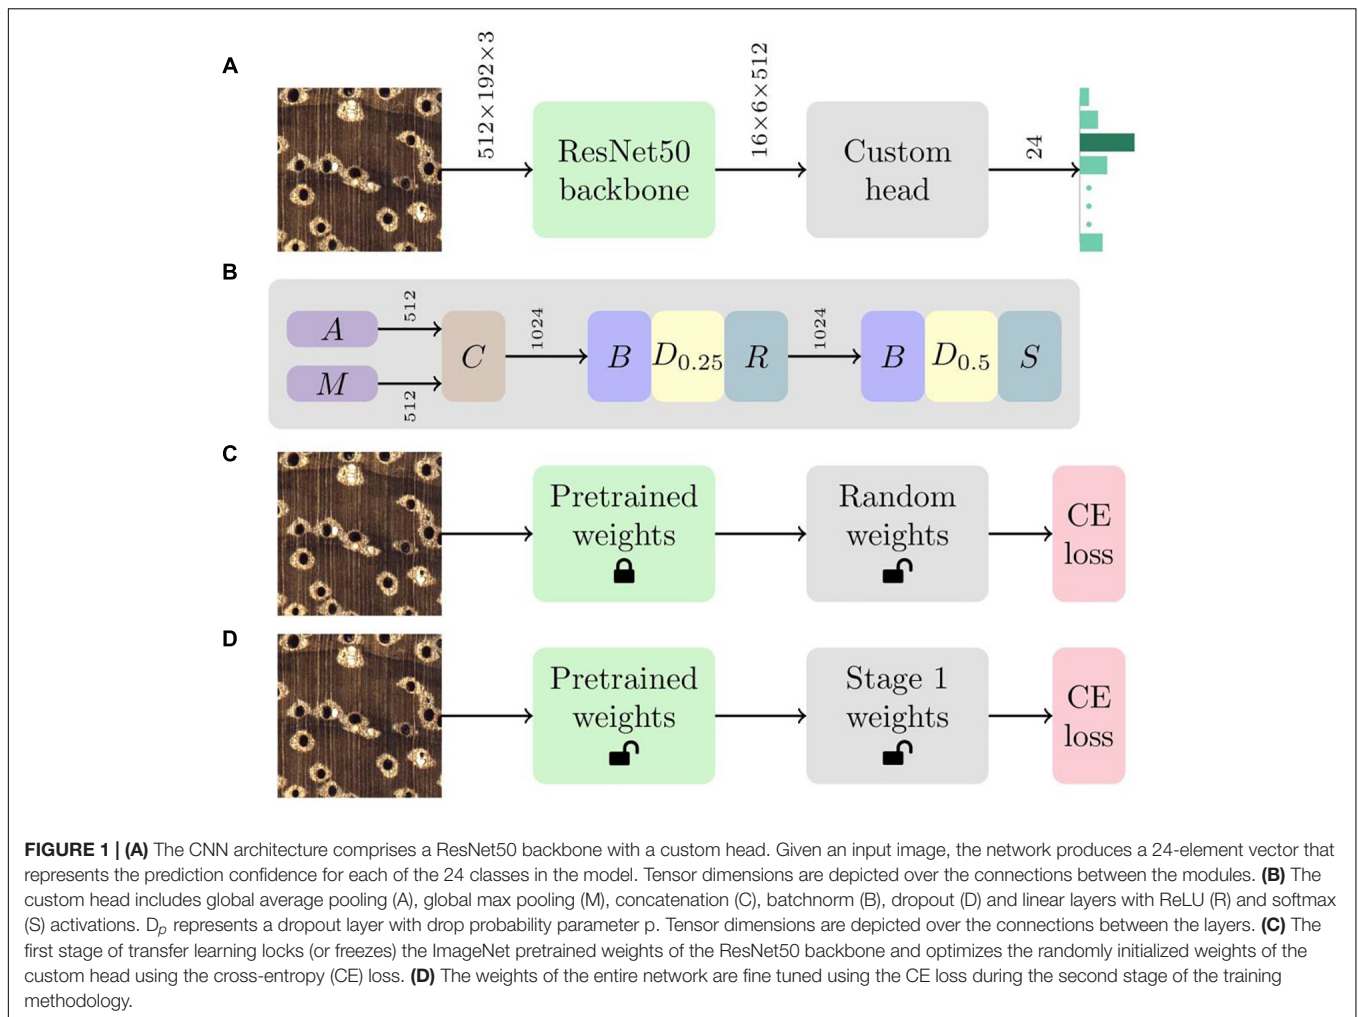 A
512×192×3
ResNet50
backbone
16×6×512
Custom
head
24
B
A
512
M
512
C
1024
B
D0.25
R
1024
B
D0.5
S
C
Pretrained
weights
Random
weights
CE
loss
D
Pretrained
weights
Stage 1
weights
CE
loss
FIGURE 1 | (A) The CNN architecture comprises a ResNet50 backbone with a custom head. Given an input image, the network produces a 24-element vector that
represents the prediction confidence for each of the 24 classes in the model. Tensor dimensions are depicted over the connections between the modules. (B) The
custom head includes global average pooling (A), global max pooling (M), concatenation (C), batchnorm (B), dropout (D) and linear layers with ReLU (R) and softmax
(S) activations. Dp represents a dropout layer with drop probability parameter p. Tensor dimensions are depicted over the connections between the layers. (C) The
first stage of transfer learning locks (or freezes) the ImageNet pretrained weights of the ResNet50 backbone and optimizes the randomly initialized weights of the
custom head using the cross-entropy (CE) loss. (D) The weights of the entire network are fine tuned using the CE loss during the second stage of the training
methodology.